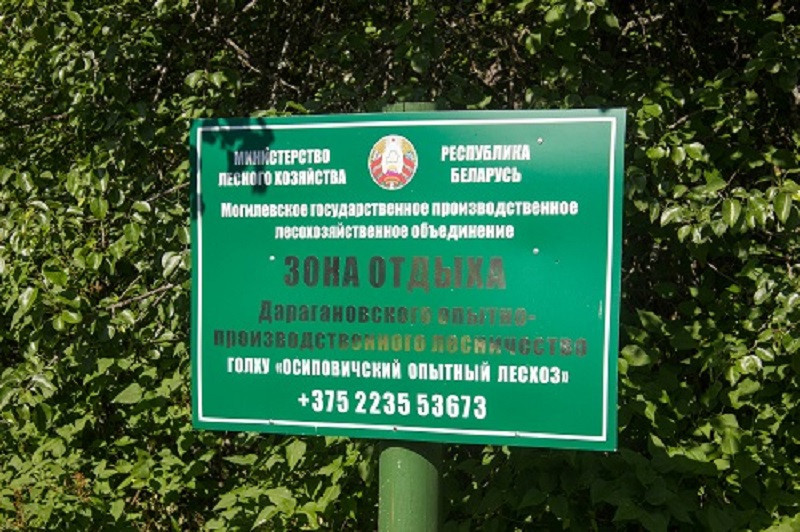 МИНИСТЕРСТВО
ЛЕСНОГО ХОЗЯЙСТВА
РЕСПУБЛИКА
БЕЛАРУСЬ
Могилевское государственное производственное
лесохозяйственное объединение
ЗОНА ОТДЫХА
Дарагановского опытно-
производственного лесничества
ГОЛХУ «ОСИПОВИЧСКИЙ ОПЫТНЫЙ ЛЕСХОЗ»
+375 2235 53673